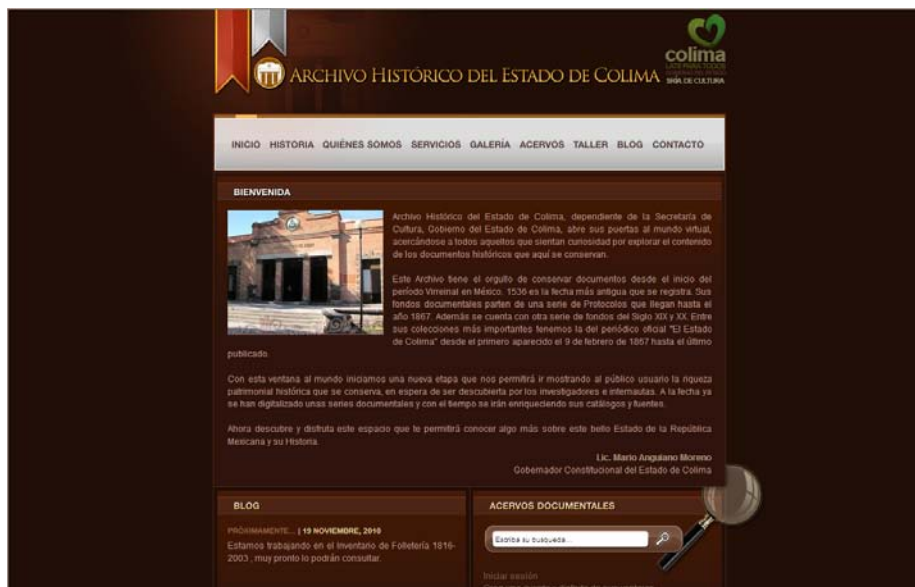 colima
LATE PARA TODOS
SRÍA DE CULTURA
ARCHIVO HISTÓRICO DEL ESTADO DE COLIMA
INICIO HISTORIA QUIÉNES SOMOS SERVICIOS GALERÍA ACERVOS TALLER BLOG CONTACTO
BIENVENIDA
Archivo Histórico del Estado de Colima, dependiente de la Secretaría de
Cultura, Gobierno del Estado de Colima, abre sus puertas al mundo virtual,
acercándose a todos aquellos que sientan curiosidad por explorar el contenido
de los documentos históricos que aquí se conservan.
Este Archivo tiene el orgullo de conservar documentos desde el inicio del
período Virreinal en México. 1536 es la fecha más antigua que se registra. Sus
fondos documentales parten de una serie de Protocolos que llegan hasta el
año 1867. Además se cuenta con otra serie de fondos del Siglo XIX y XX. Entre
sus colecciones más importantes tenemos la del periódico oficial "El Estado
de Colima" desde el primero aparecido el 9 de febrero de 1867 hasta el último
publicado.
Con esta ventana al mundo iniciamos una nueva etapa que nos permitirá ir mostrando al público usuario la riqueza
patrimonial histórica que se conserva, en espera de ser descubierta por los investigadores e internautas. A la fecha ya
se han digitalizado unas series documentales y con el tiempo se irán enriqueciendo sus catálogos y fuentes.
Ahora descubre y disfruta este espacio que te permitirá conocer algo más sobre este bello Estado de la República
Mexicana y su Historia.
Lic. Mario Anguiano Moreno
Gobernador Constitucional del Estado de Colima
BLOG
PRÓXIMAMENTE... | 19 NOVIEMBRE, 2010
Estamos trabajando en el Inventario de Folletería 1816-
2003 , muy pronto lo podrán consultar.
ACERVOS DOCUMENTALES
Escriba su busqueda...
Iniciar sesión